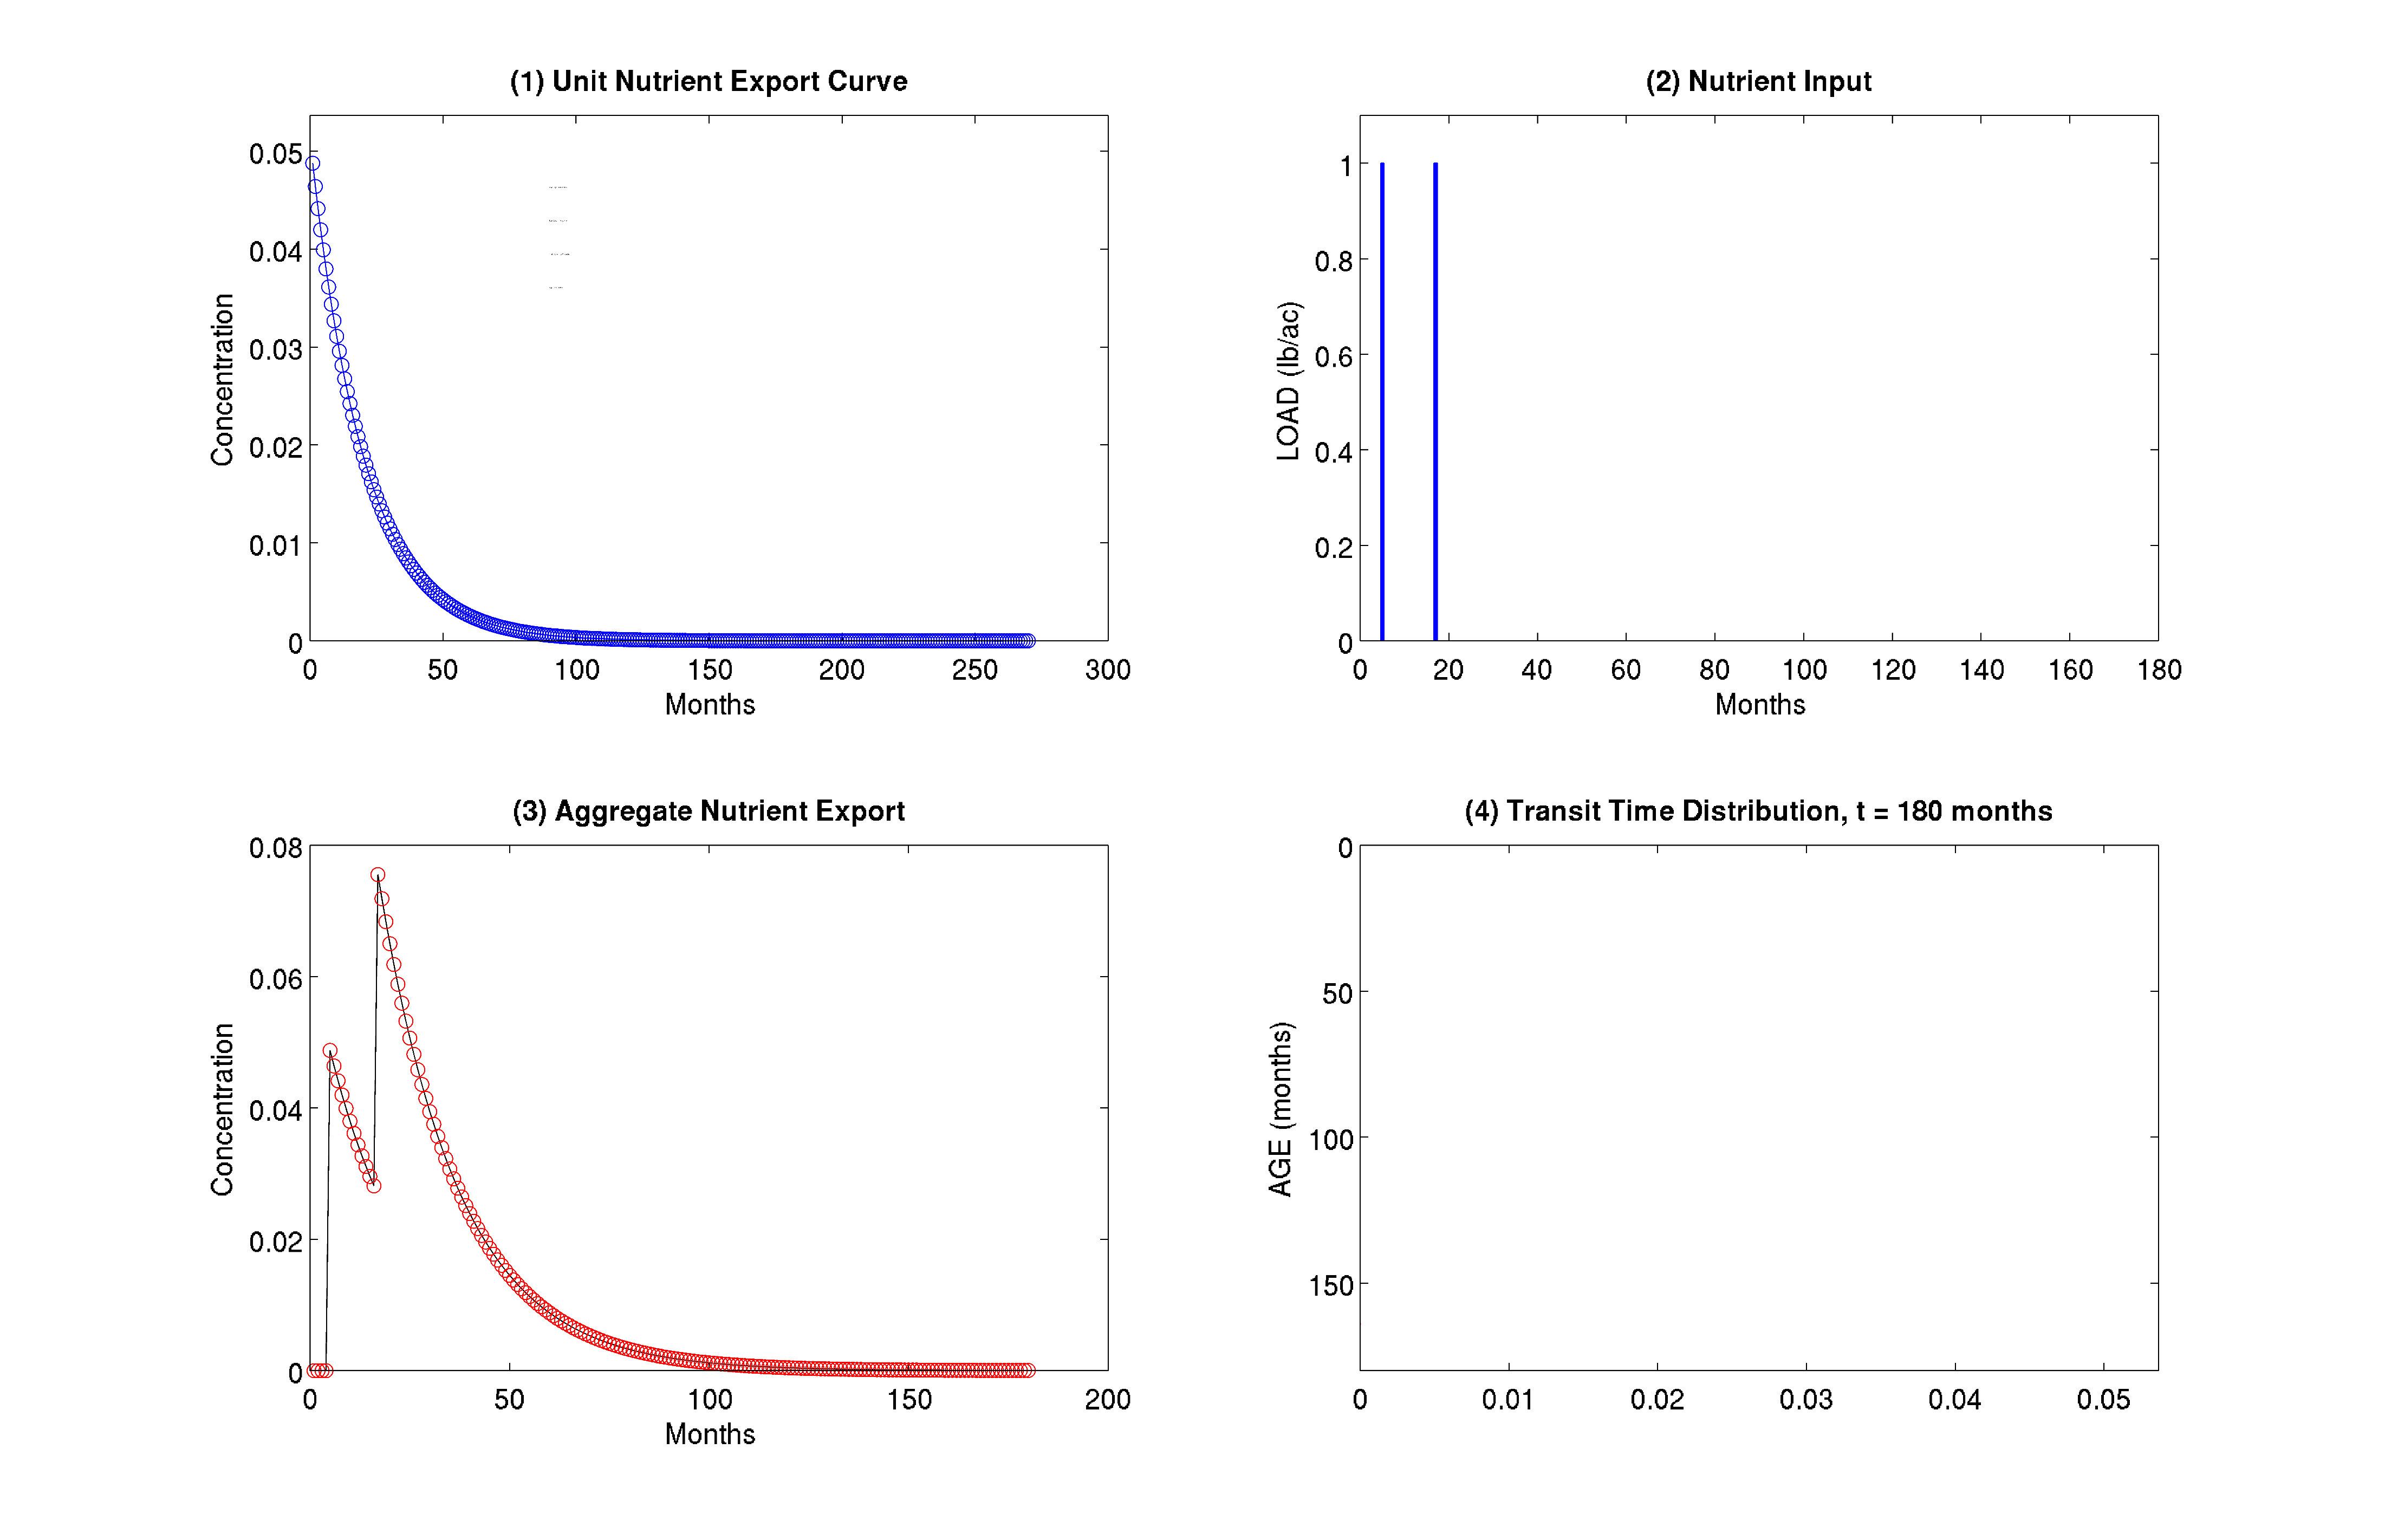 (1) Unit Nutrient Export Curve
Concentration
0.05
0.04
0.03
0.02
0.01
0
0 50 100 150 200 250 300
Months
(2) Nutrient Input
LOAD (lb/ac)
1
0.8
0.6
0.4
0.2
0
0 20 40 60 80 100 120 140 160 180
Months
(3) Aggregate Nutrient Export
Concentration
0.08
0.06
0.04
0.02
0
0 50 100 150 200
Months
(4) Transit Time Distribution, t = 180 months
AGE (months)
0
50
100
150
0 0.01 0.02 0.03 0.04 0.05